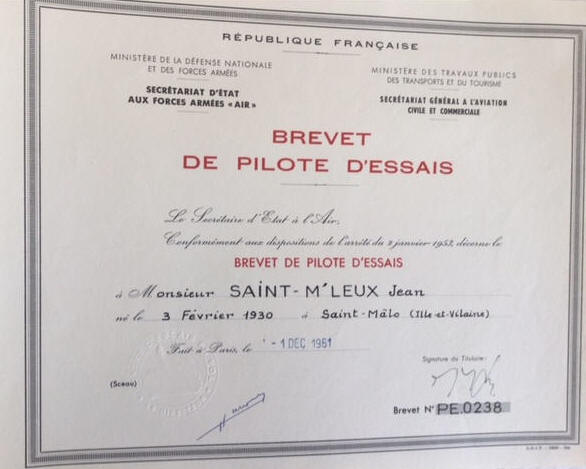 RÉPUBLIQUE FRANÇAISE
MINISTÈRE DE LA DÉFENSE NATIONALE
ET DES FORCES ARMÉES
SECRÉTARIAT D'ÉTAT
AUX FORCES ARMÉES «AIR»
MINISTÈRE DES TRAVAUX PUBLICS
DES TRANSPORTS ET DU TOURISME
SECRÉTARIAT GÉNÉRAL A L'AVIATION
CIVILE ET COMMERCIALE
BREVET
DE PILOTE D'ESSAIS
Le Secrétaire d'Etat à l'Air,
Conformément aux dispositions de l'arrêté du 2 janvier 1953, décerne le
BREVET DE PILOTE D'ESSAIS
à Monsieur SAINT-M'LEUX Jean
né le 3 Février 1930 à Saint-Mâlo (Ille-et-Vilaine)
Fait à Paris, le -1 DEC 1961
Signature du Titulaire:
(Sceau)
Brevet N° PE.0238